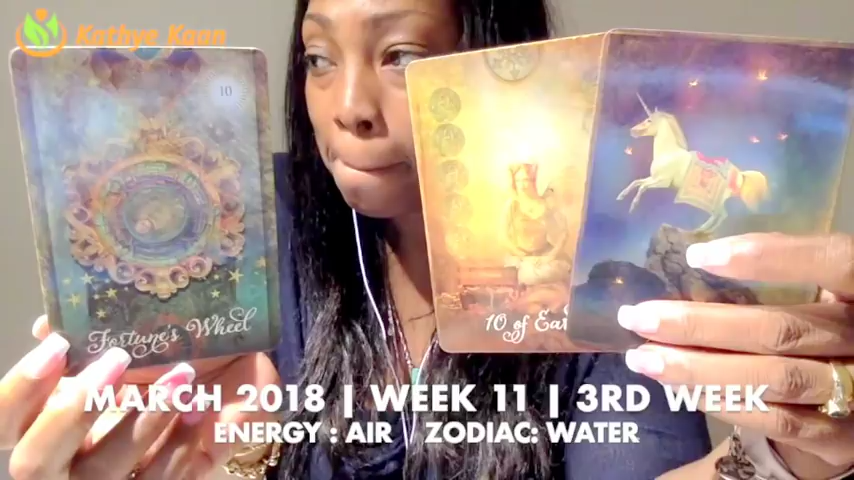 Kathye Kaan
10
Fortune's Wheel
10 of Ear
MARCH 2018 | WEEK 11 | 3RD WEEK
ENERGY : AIR / ZODIAC: WATER